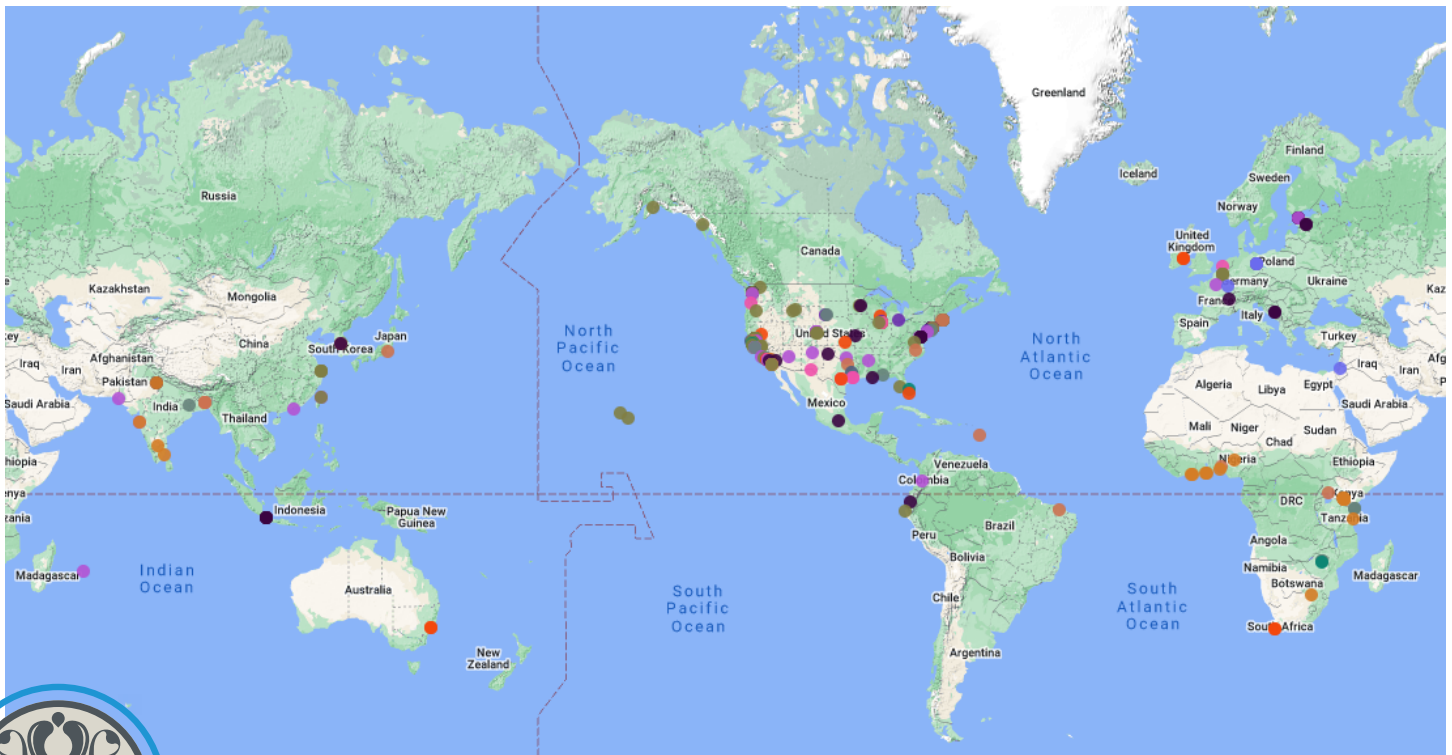 Greenland
Finland
Iceland
Sweden
Norway
Russia
United
Kingdom
Canada
Poland
Germany
Ukraine
Kazakhstan
Mongolia
France
Italy
Spain
Turkey
North
Pacific
Ocean
United States
North
Atlantic
Ocean
Japan
South Korea
China
Afghanistan
Iraq
Iran
Pakistan
Saudi Arabia
India
Thailand
Mexico
Algeria
Libya
Egypt
Iraq
Iran
Saudi Arabia
Mali
Niger
Chad
Sudan
Nigeria
Ethiopia
Venezuela
Colombia
Indonesia
Papua New
Guinea
DRC
Kenya
Tanzania
Brazil
Peru
Bolivia
Angola
Namibia
Botswana
Madagascar
Madagascar
Indian
Ocean
Australia
South
Pacific
Ocean
Chile
South
Atlantic
Ocean
South Africa
New
Zealand
Argentina